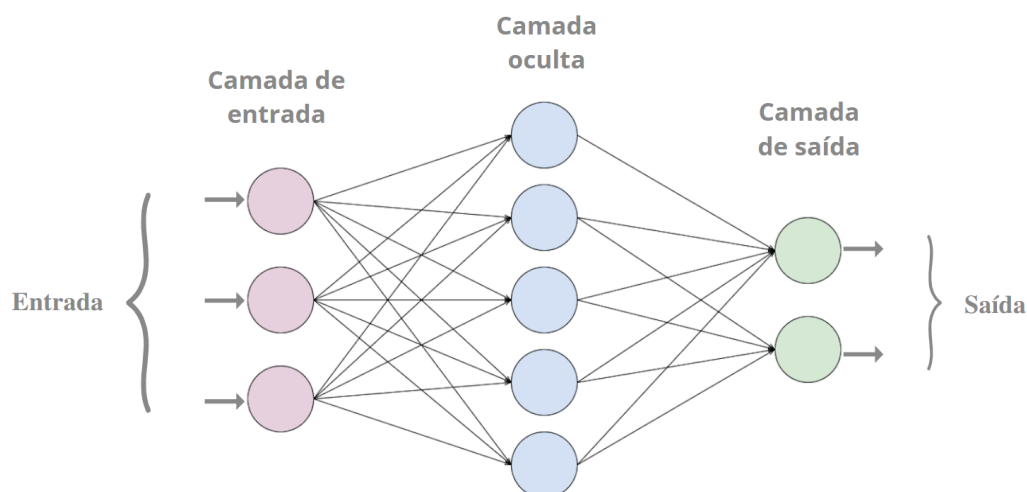 Camada
oculta
Camada de
entrada
Camada
de saída
Entrada
Saída